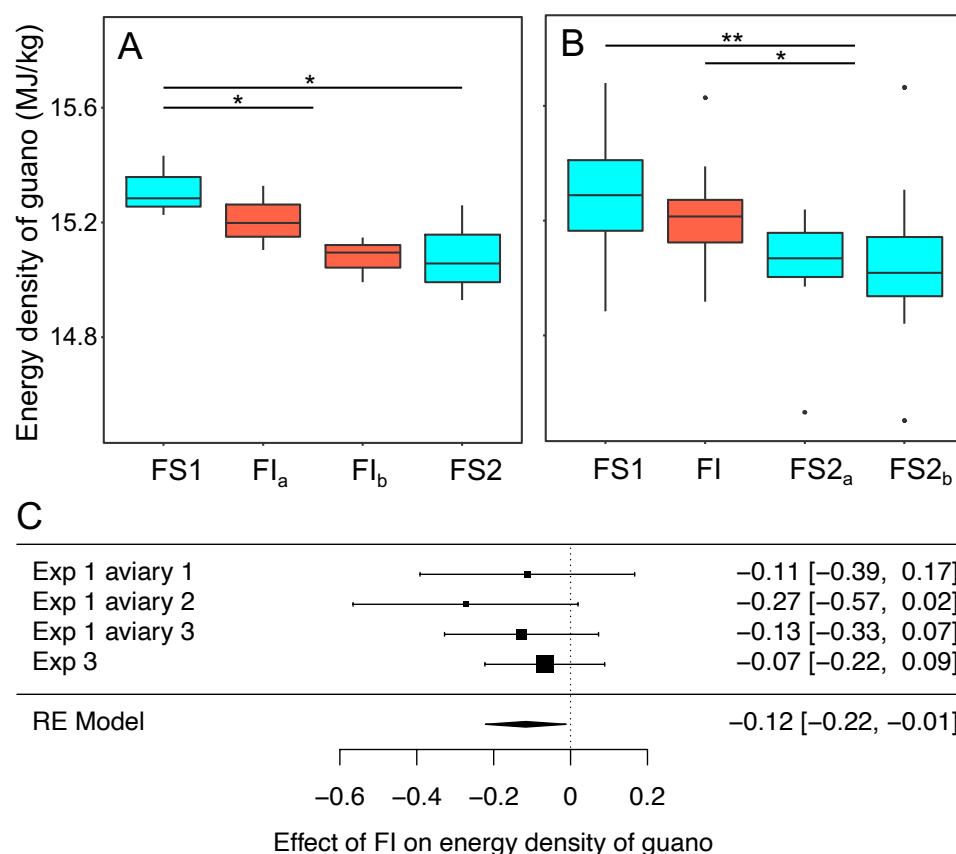 A
B
**
*
*
*
Energy density of guano (MJ/kg)
15.6
15.2
14.8
FS1 FIa FIb FS2
FS1 FI FS2a FS2b
C
Exp 1 aviary 1 −0.11 [−0.39, 0.17]
Exp 1 aviary 2 −0.27 [−0.57, 0.02]
Exp 1 aviary 3 −0.13 [−0.33, 0.07]
Exp 3 −0.07 [−0.22, 0.09]
RE Model −0.12 [−0.22, −0.01]
−0.6 −0.4 −0.2 0 0.2
Effect of FI on energy density of guano